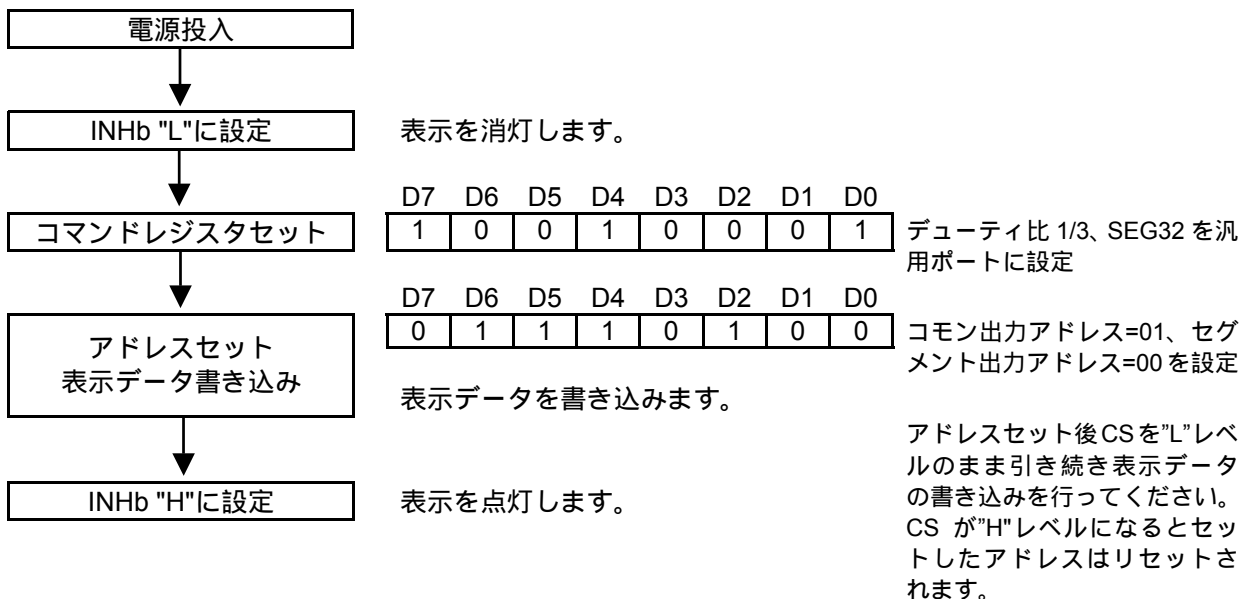 電源投入
INHb "L"に設定
表示を消灯します。
D7 D6 D5 D4 D3 D2 D1 D0
コマンドレジスタセット
1 0 0 1 0 0 0 1
デューティ比 1/3、SEG32 を汎
用ポートに設定
D7 D6 D5 D4 D3 D2 D1 D0
0 1 1 1 0 1 0 0
アドレスセット
表示データ書き込み
コモン出力アドレス=01、セグ
メント出力アドレス=00 を設定
表示データを書き込みます。
アドレスセット後 CS を”L”レベ
ルのまま引き続き表示データ
の書き込みを行ってください。
CS が”H"レベルになるとセッ
トしたアドレスはリセットさ
れます。
INHb "H"に設定
表示を点灯します。